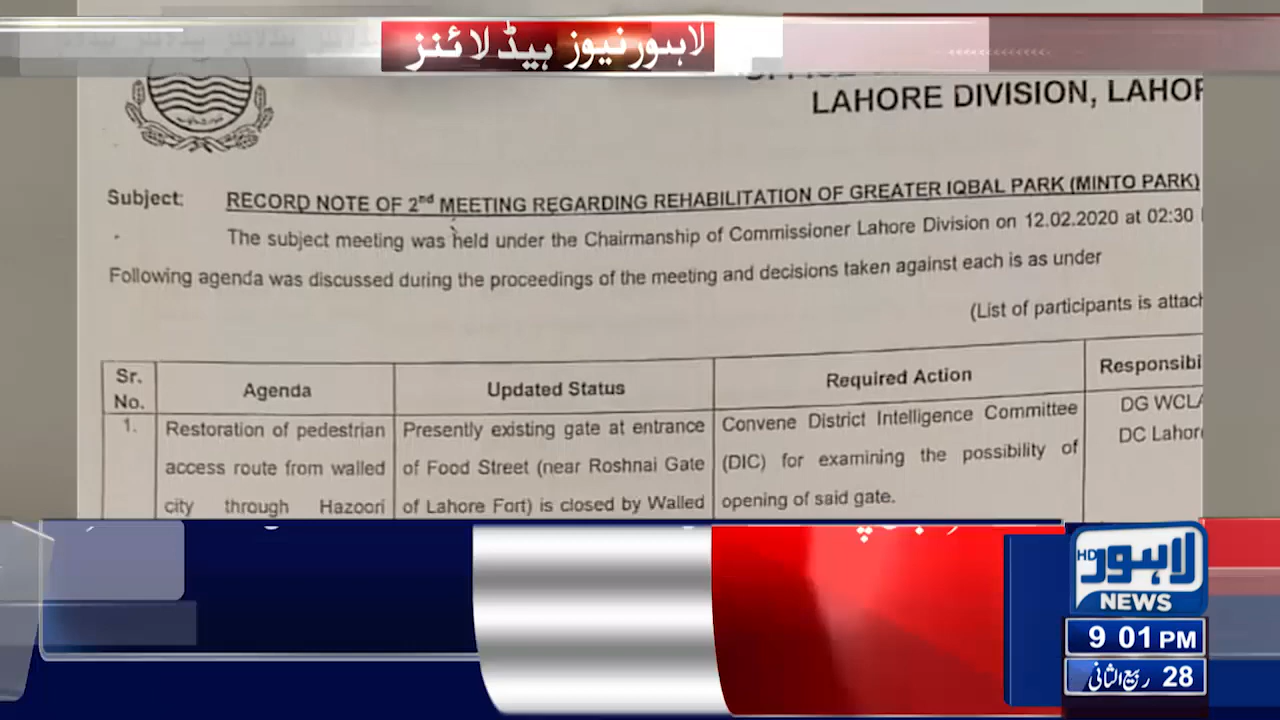 لاہور نیوز ہیڈلائنز
LAHORE DIVISION, LAHOR
Subject: RECORD NOTE OF 2nd MEETING REGARDING REHABILITATION OF GREATER IQBAL PARK (MINTO PARK)
The subject meeting was held under the Chairmanship of Commissioner Lahore Division on 12.02.2020 at 02:30
Following agenda was discussed during the proceedings of the meeting and decisions taken against each is as under
(List of participants is attach
Sr. No. Agenda Updated Status Required Action Responsibi
1. Restoration of pedestrian access route from walled city through Hazoori
Presently existing gate at entrance of Food Street (near Roshnai Gate of Lahore Fort) is closed by Walled
Convene District Intelligence Committee (DIC) for examining the possibility of opening of said gate.
DG WCLA
DC Lahore
HD لاہور
NEWS
9 01 PM
28 ربیع الثانی